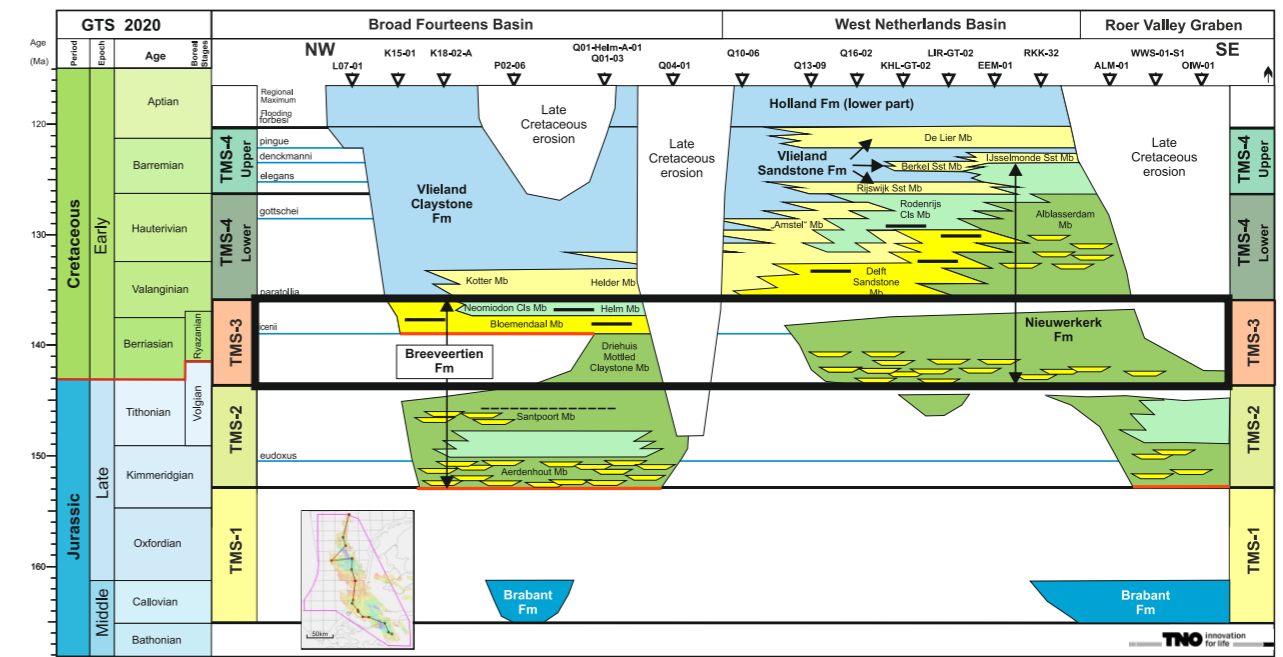 GTS 2020
Broad Fourteens Basin
West Netherlands Basin
Roer Valley Graben
Age
(Ma)
Period
Epoch
Age
Boreal
Stages
NW
SE
L07-01
K15-01
K18-02-A
P02-06
Q01-Helm-A-01
Q01-03
Q04-01
Q10-06
Q13-09
Q16-02
KHL-GT-02
LIR-GT-02
EEM-01
RKK-32
ALM-01
WWS-01-S1
OIW-01
120
130
140
150
160
Cretaceous
Jurassic
Early
Late
Middle
Aptian
Barremian
Hauterivian
Valanginian
Berriasian
Ryazanian
Tithonian
Volgian
Kimmeridgian
Oxfordian
Callovian
Bathonian
TMS-4
Upper
TMS-4
Lower
TMS-3
TMS-2
TMS-1
Regional
Maximum
Flooding
forbesi
pingue
denckmanni
elegans
gottschei
paratollia
icenii
eudoxus
Vlieland
Claystone
Fm
Late
Cretaceous
erosion
Late
Cretaceous
erosion
Kotter Mb
Helder Mb
Neomiodon Cls Mb
Helm Mb
Bloemendaal Mb
Breeveertien
Fm
Driehuis
Mottled
Claystone Mb
Santpoort Mb
Aerdenhout Mb
Brabant
Fm
50km
Holland Fm (lower part)
De Lier Mb
Vlieland
Sandstone
Fm
IJsselmonde Sst Mb
Berkel Sst Mb
Rijswijk Sst Mb
Rodenrijs
Cls Mb
„Amstel“ Mb
Alblasserdam
Mb
Delft
Sandstone
Mb
Nieuwerkerk
Fm
Late
Cretaceous
erosion
Brabant
Fm
TMS-4
Upper
TMS-4
Lower
TMS-3
TMS-2
TMS-1
TNO innovation
for life